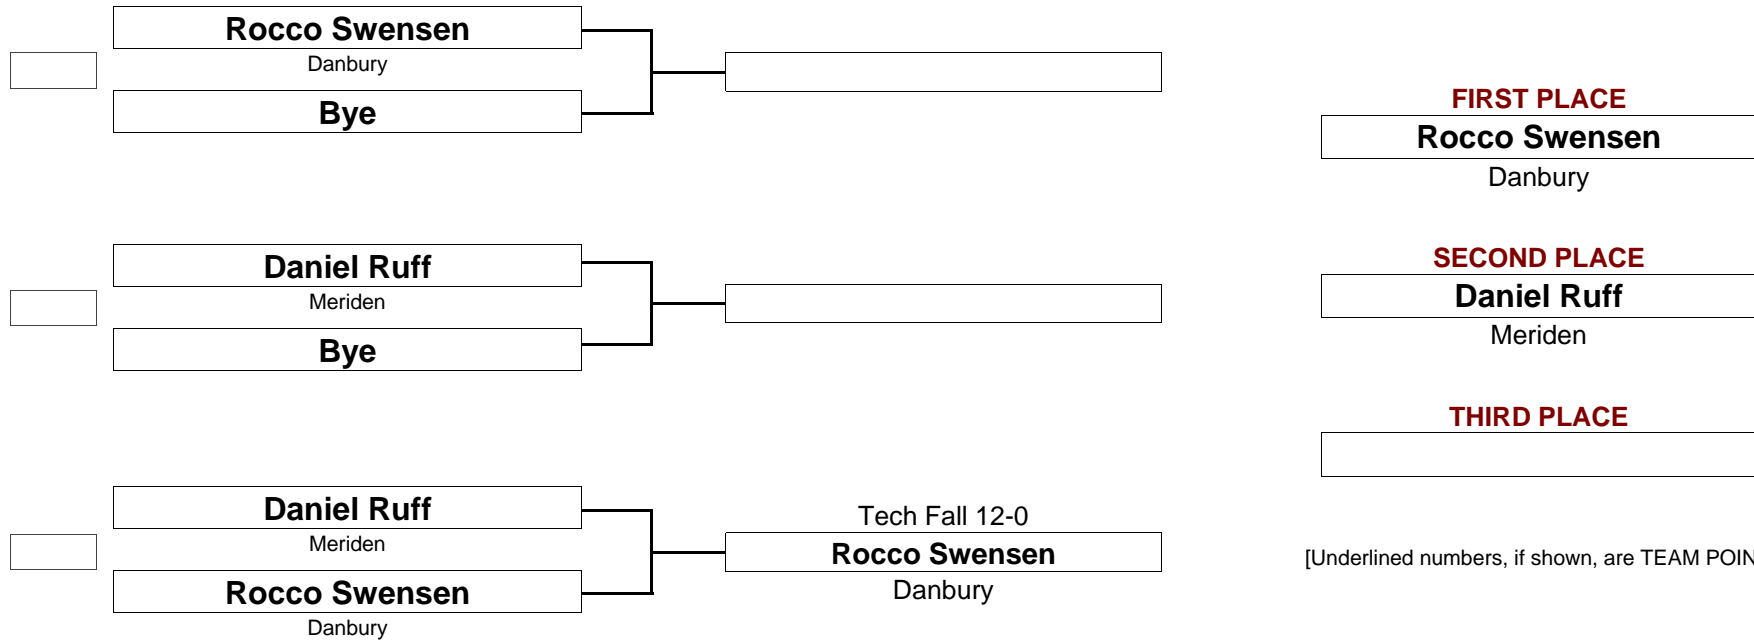 Rocco Swensen
Danbury
Bye
Daniel Ruff
Meriden
Bye
Daniel Ruff
Meriden
Rocco Swensen
Danbury
Tech Fall 12-0
Rocco Swensen
Danbury
FIRST PLACE
Rocco Swensen
Danbury
SECOND PLACE
Daniel Ruff
Meriden
THIRD PLACE
[Underlined numbers, if shown, are TEAM POIN